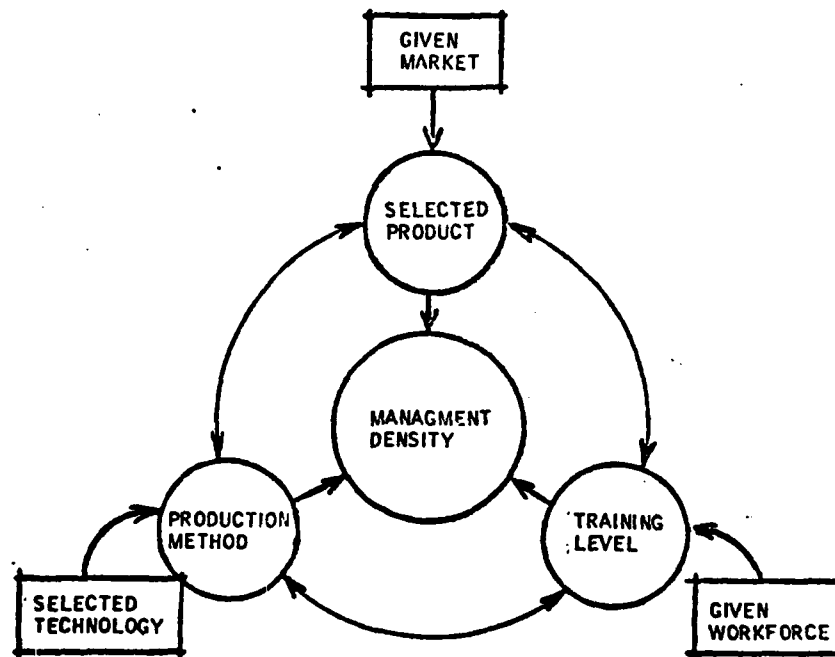 GIVEN
MARKET
SELECTED
PRODUCT
MANAGMENT
DENSITY
PRODUCTION
METHOD
TRAINING
LEVEL
SELECTED
TECHNOLOGY
GIVEN
WORKFORCE